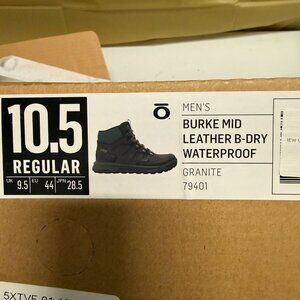 10.5
REGULAR
UK 9.5 EU 44 JPN 28.5
MEN'S
BURKE MID
LEATHER B-DRY
WATERPROOF
GRANITE
79401